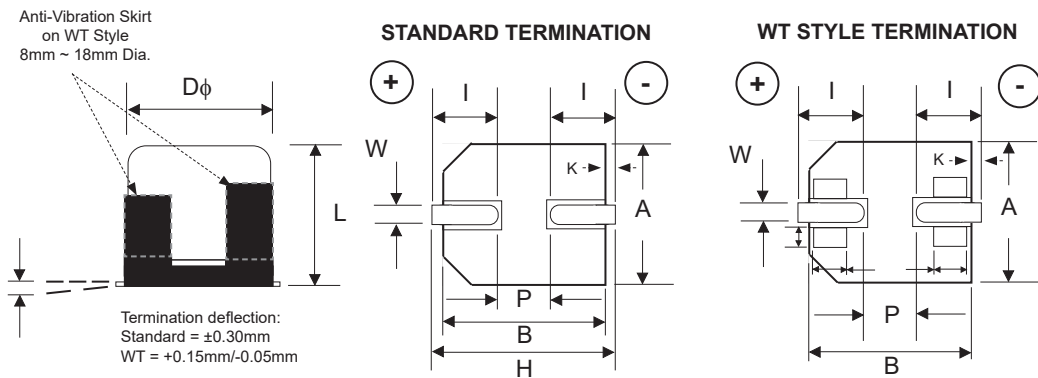 Anti-Vibration Skirt
on WT Style
8mm ~ 18mm Dia.
Dϕ
L
Termination deflection:
Standard = ±0.30mm
WT = +0.15mm/-0.05mm
STANDARD TERMINATION
+
-
I
I
W
K
A
P
B
H
WT STYLE TERMINATION
+
-
I
I
W
K
A
P
B